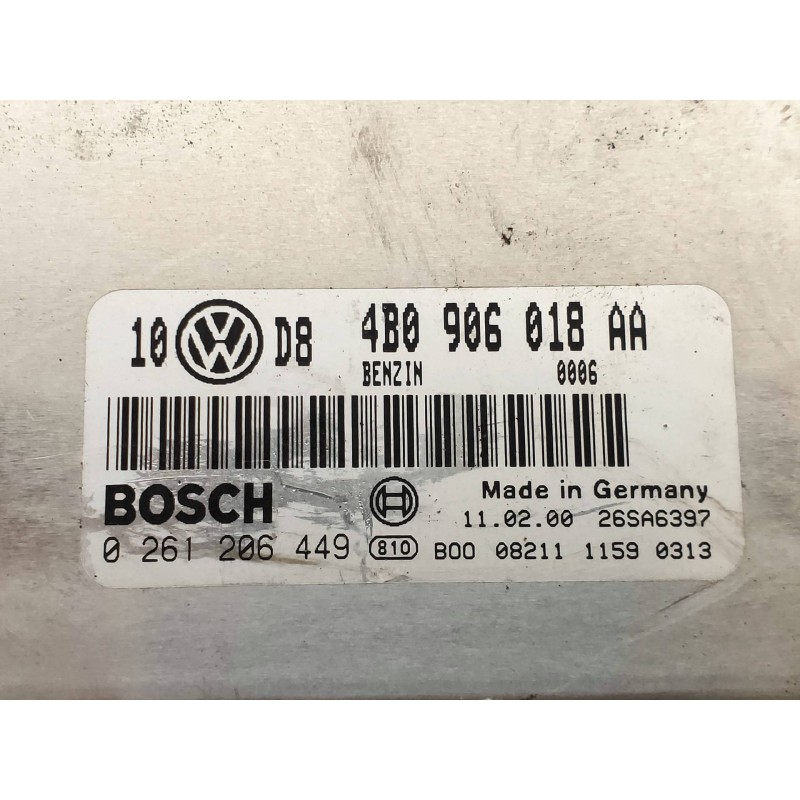 10 VW D8 4B0 906 018 AA
BENZIN 0006
BOSCH Made in Germany
11.02.00 26SA6397
0 261 206 449 810 B00 08211 1159 0313